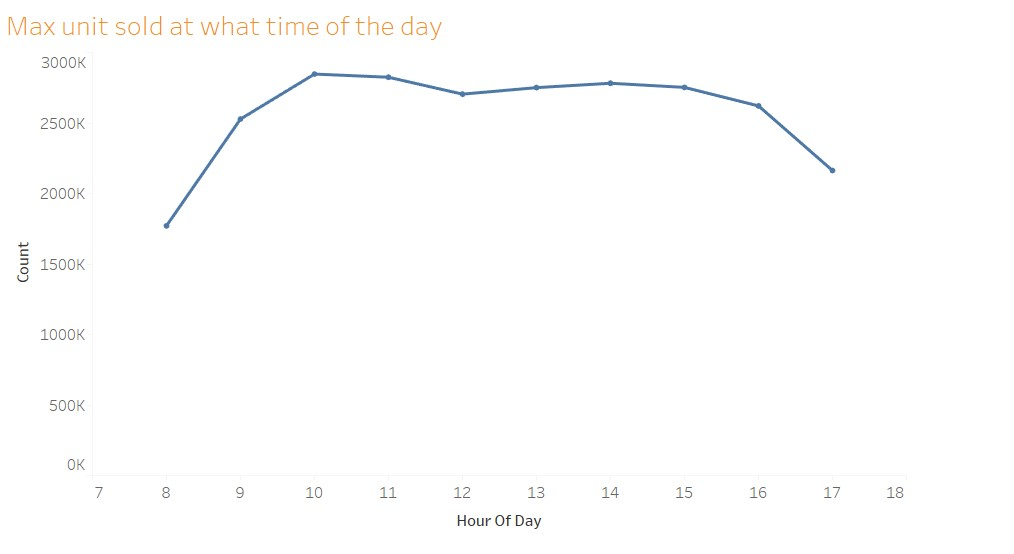 Max unit sold at what time of the day
3000K
2500K
2000K
1500K
1000K
500K
0K
Count
7 8 9 10 11 12 13 14 15 16 17 18
Hour Of Day